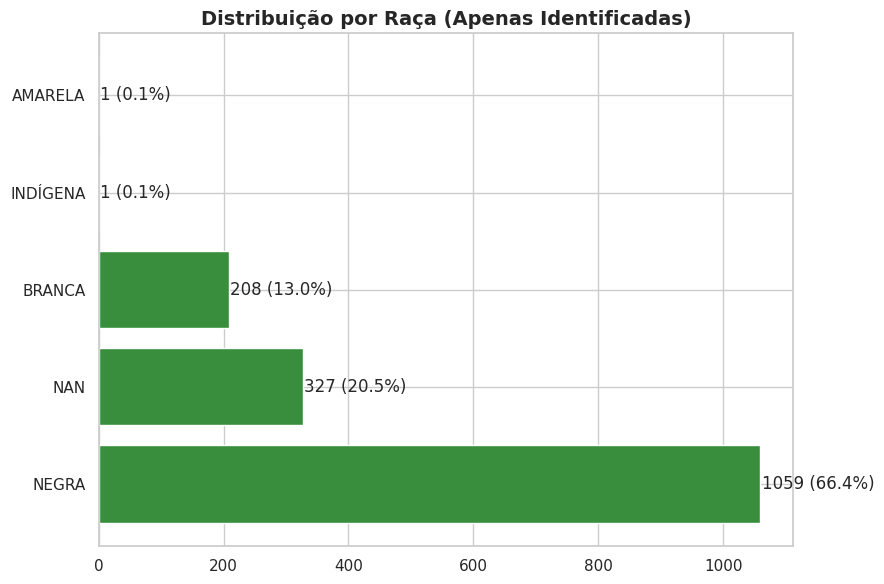 Distribuição por Raça (Apenas Identificadas)
AMARELA 1 (0.1%)
INDÍGENA 1 (0.1%)
BRANCA 208 (13.0%)
NAN 327 (20.5%)
NEGRA 1059 (66.4%)
0 200 400 600 800 1000